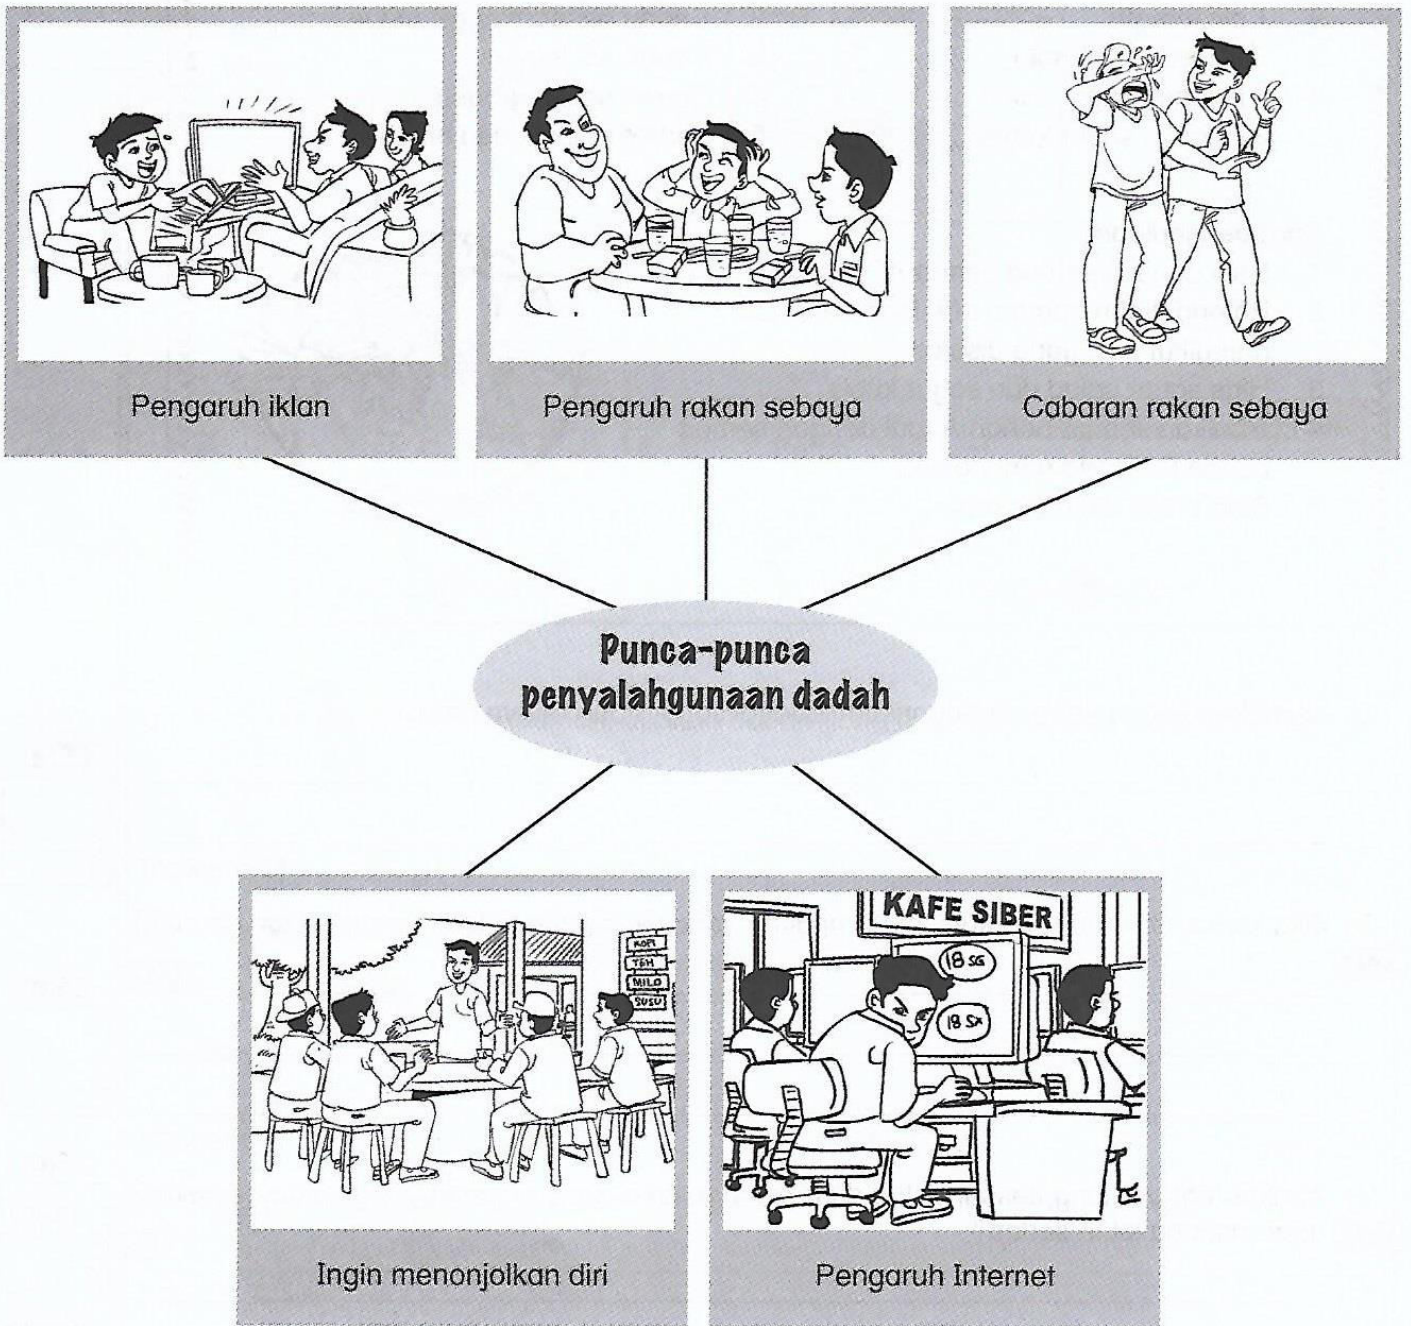 Pengaruh iklan
Pengaruh rakan sebaya
Cabaran rakan sebaya
Punca-punca
penyalahgunaan dadah
KOPI
TEH
MILO
SUSU
KAFE SIBER
18 SG
18 SX
Ingin menonjolkan diri
Pengaruh Internet